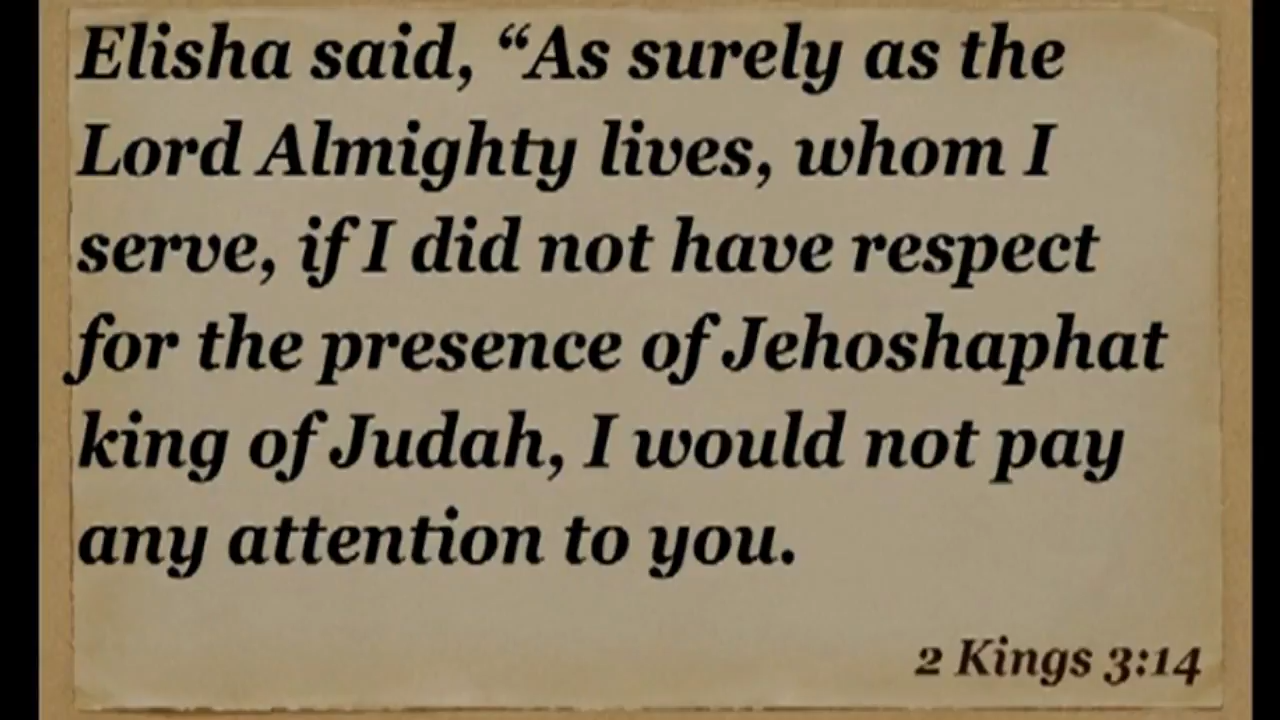 Elisha said, “As surely as the
Lord Almighty lives, whom I
serve, if I did not have respect
for the presence of Jehoshaphat
king of Judah, I would not pay
any attention to you.
2 Kings 3:14